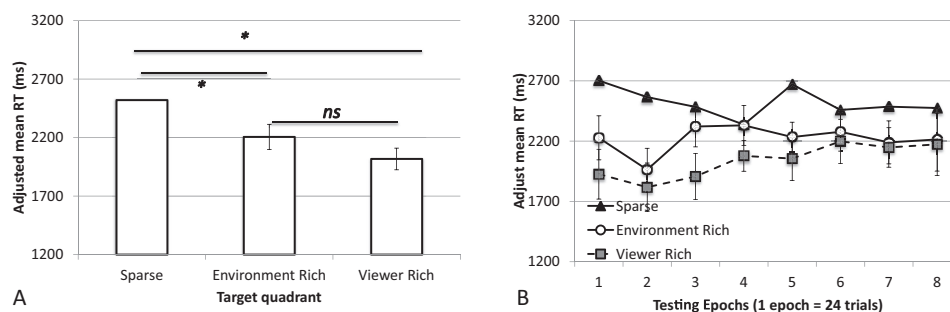 3200
2700
2200
1700
1200
Adjusted mean RT (ms)
*
*
ns
Sparse
Environment Rich
Viewer Rich
Target quadrant
A
3200
2700
2200
1700
1200
Adjust mean RT (ms)
Sparse
Environment Rich
Viewer Rich
1 2 3 4 5 6 7 8
Testing Epochs (1 epoch = 24 trials)
B